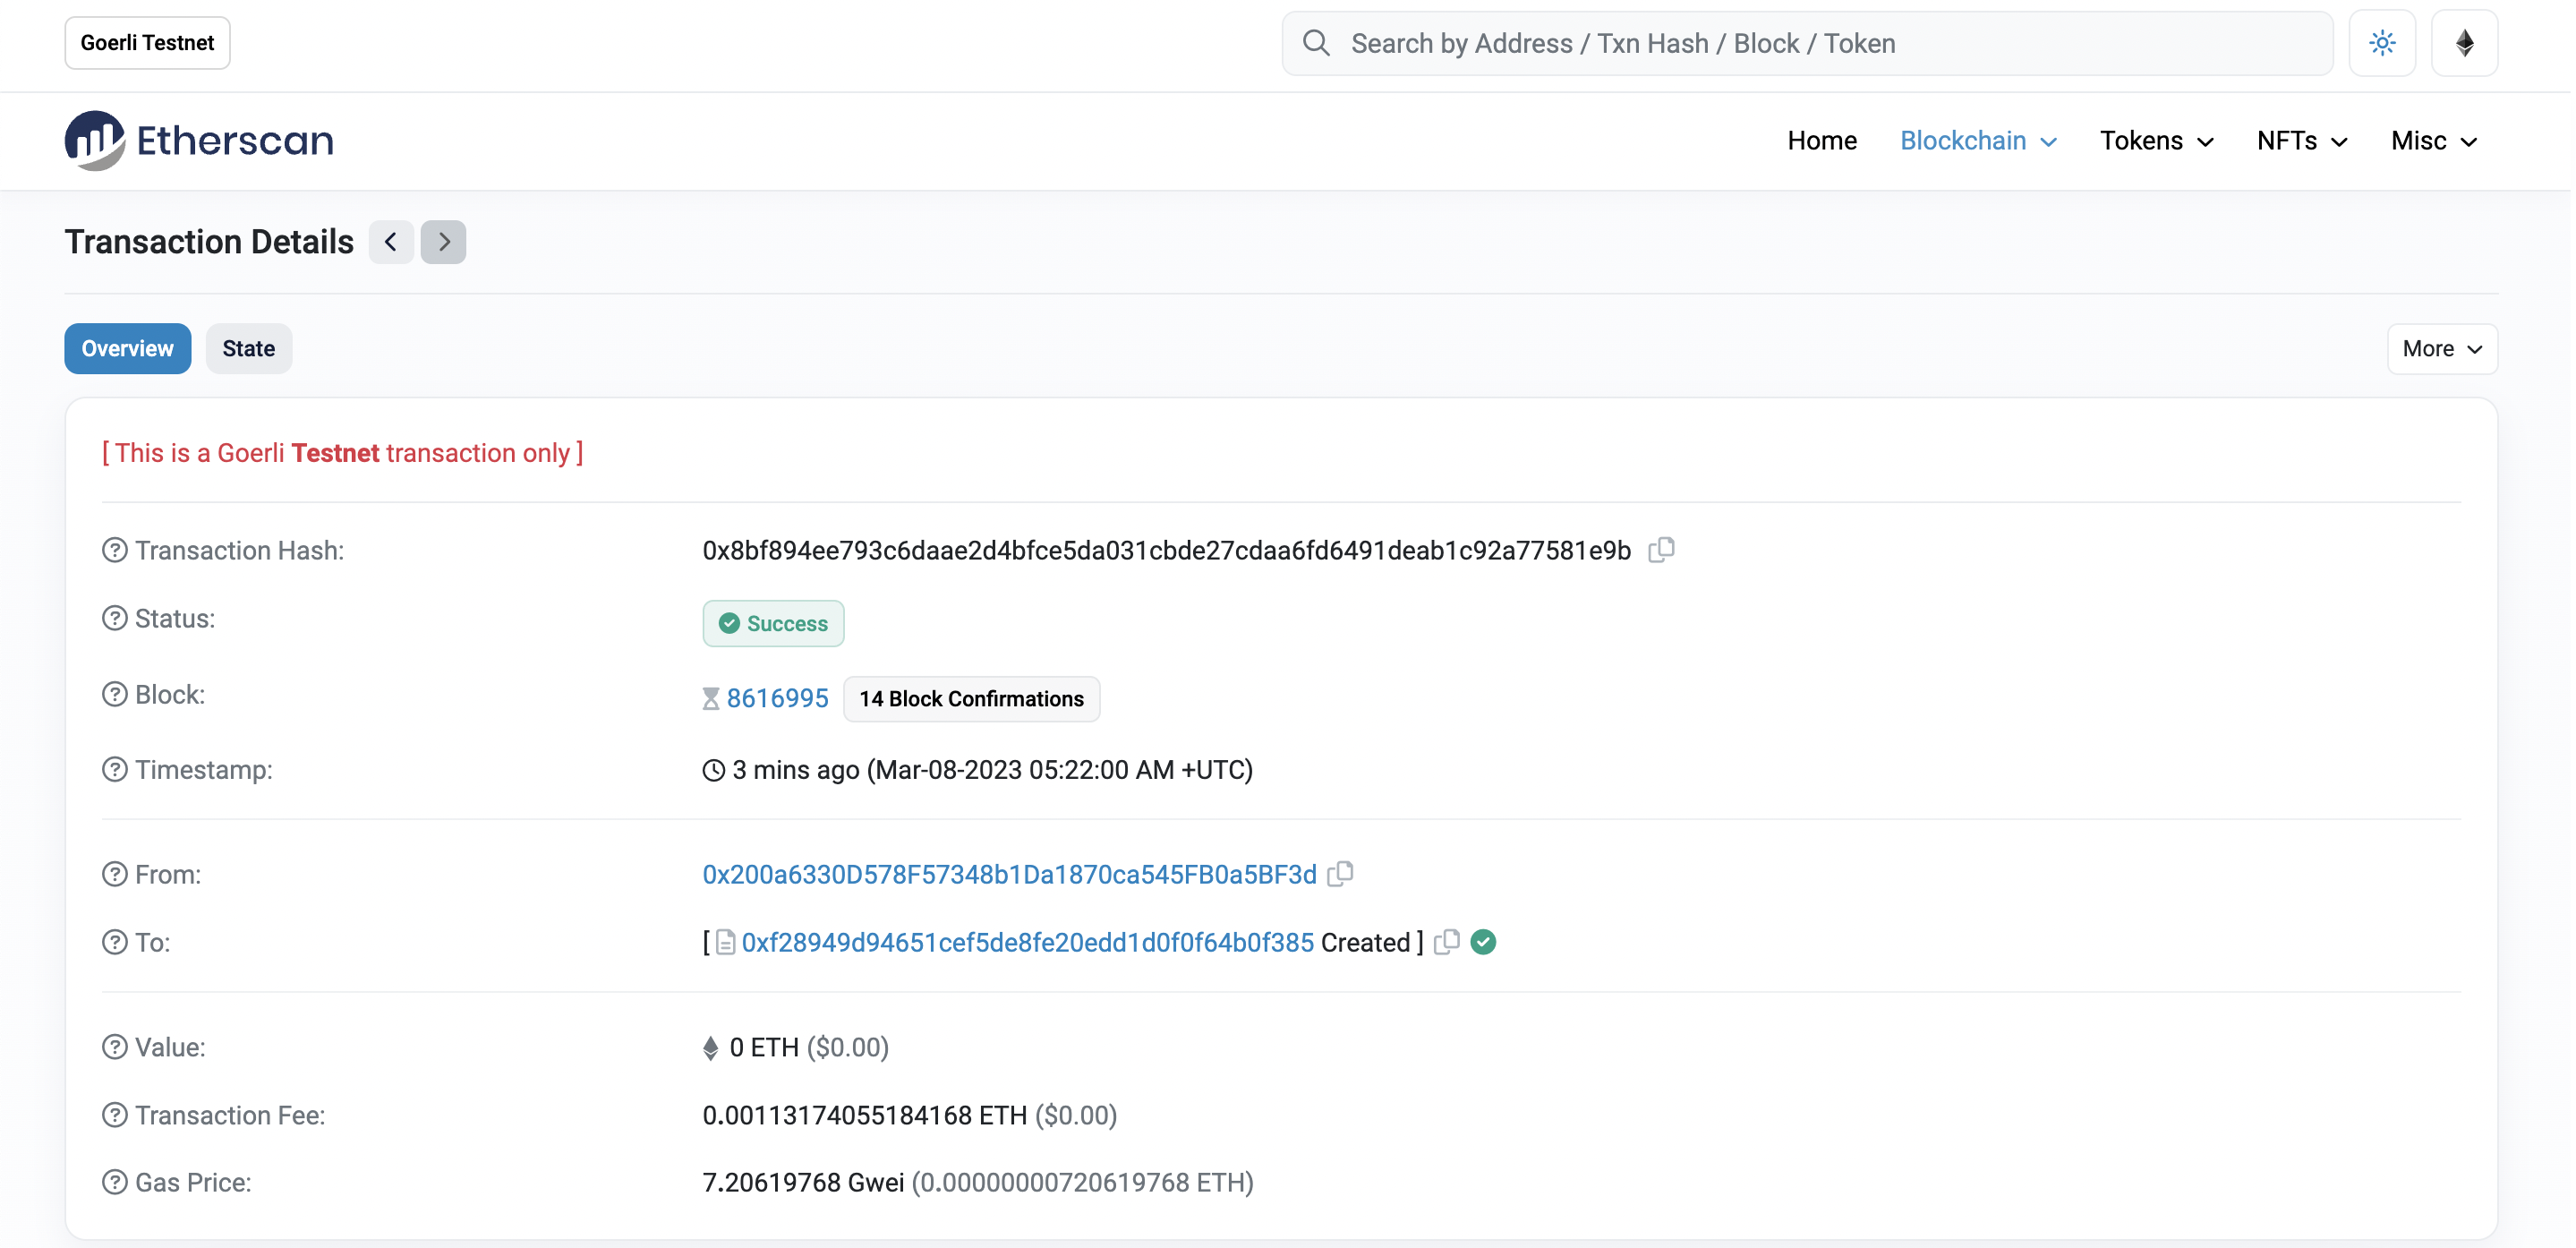 Goerli Testnet
Search by Address / Txn Hash / Block / Token
Etherscan
Home Blockchain Tokens NFTs Misc
Transaction Details
Overview State More
[ This is a Goerli Testnet transaction only ]
Transaction Hash: 0x8bf894ee793c6daae2d4bfce5da031cbde27cdaa6fd6491deab1c92a77581e9b
Status: Success
Block: 8616995 14 Block Confirmations
Timestamp: 3 mins ago (Mar-08-2023 05:22:00 AM +UTC)
From: 0x200a6330D578F57348b1Da1870ca545FB0a5BF3d
To: [ 0xf28949d94651cef5de8fe20edd1d0f0f64b0f385 Created ]
Value: 0 ETH ($0.00)
Transaction Fee: 0.00113174055184168 ETH ($0.00)
Gas Price: 7.20619768 Gwei (0.00000000720619768 ETH)